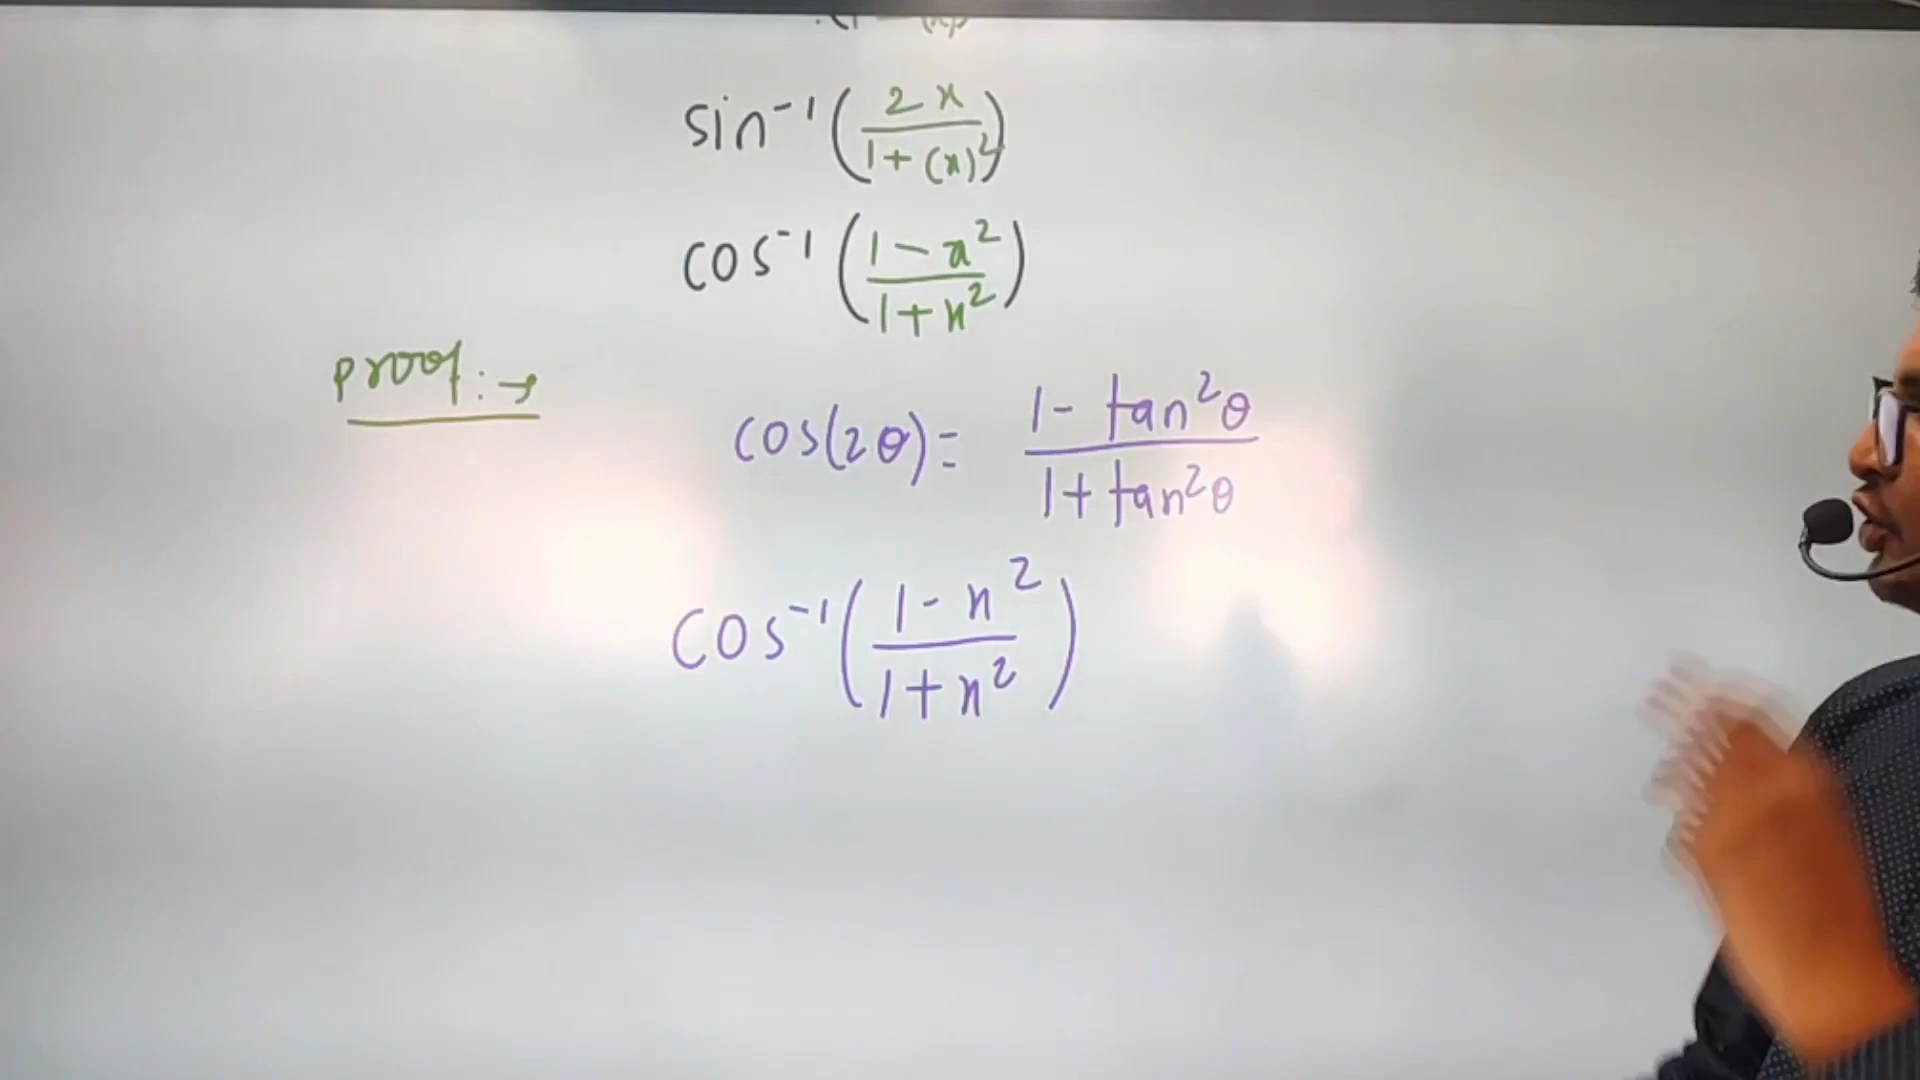 sin⁻¹(2x/(1+(x)²))
cos⁻¹((1-x²)/(1+x²))
Proof:→
cos(2θ)= (1-tan²θ)/(1+tan²θ)
cos⁻¹((1-x²)/(1+x²))